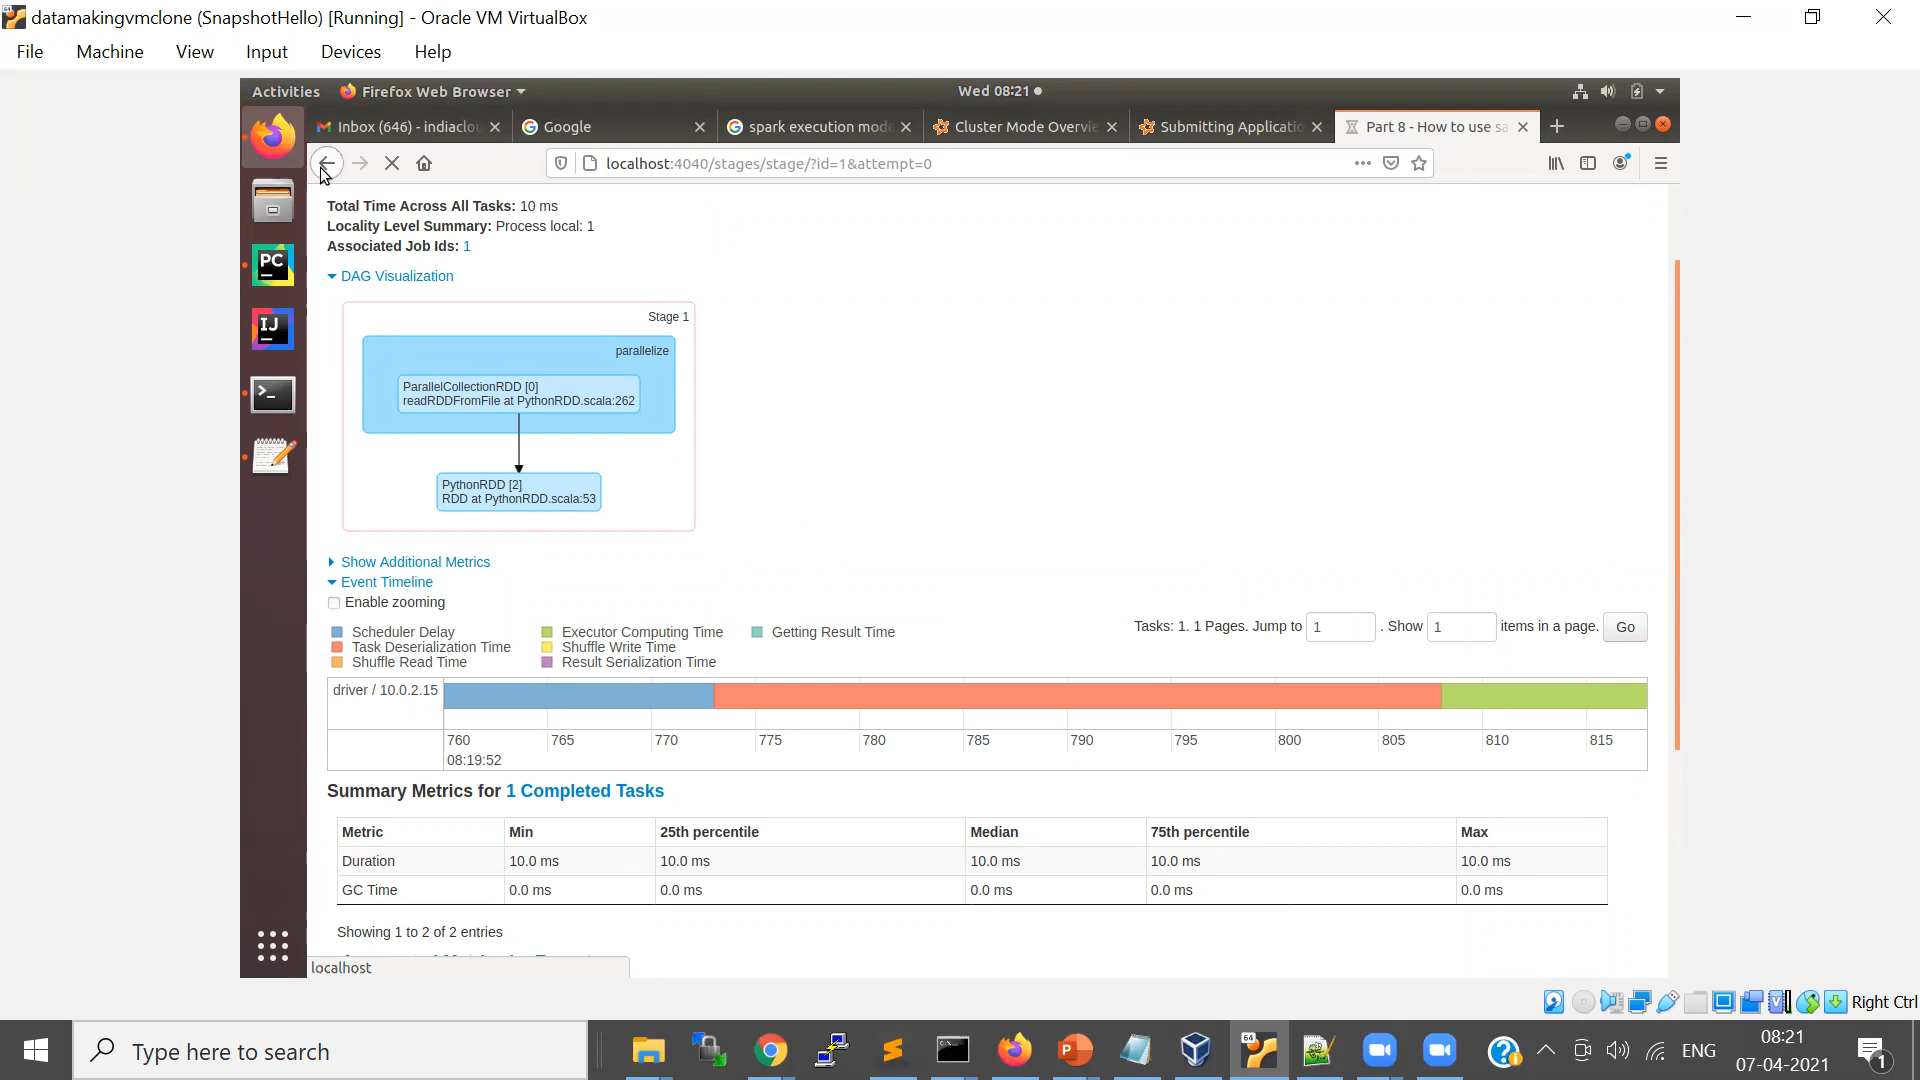 datamakingvmclone (SnapshotHello) [Running] - Oracle VM VirtualBox
File Machine View Input Devices Help
Activities Firefox Web Browser Wed 08:21
Inbox (646) - indiaclou Google spark execution mode Cluster Mode Overvie Submitting Applicatio Part 8 - How to use sa
localhost:4040/stages/stage/?id=1&attempt=0
Total Time Across All Tasks: 10 ms
Locality Level Summary: Process local: 1
Associated Job Ids: 1
DAG Visualization
Stage 1
parallelize
ParallelCollectionRDD [0]
readRDDFromFile at PythonRDD.scala:262
PythonRDD [2]
RDD at PythonRDD.scala:53
Show Additional Metrics
Event Timeline
Enable zooming
Tasks: 1. 1 Pages. Jump to 1 . Show 1 items in a page. Go
Scheduler Delay Executor Computing Time Getting Result Time
Task Deserialization Time Shuffle Write Time
Shuffle Read Time Result Serialization Time
driver / 10.0.2.15
760 765 770 775 780 785 790 795 800 805 810 815
08:19:52
Summary Metrics for 1 Completed Tasks
Metric Min 25th percentile Median 75th percentile Max
Duration 10.0 ms 10.0 ms 10.0 ms 10.0 ms 10.0 ms
GC Time 0.0 ms 0.0 ms 0.0 ms 0.0 ms 0.0 ms
Showing 1 to 2 of 2 entries
localhost
Right Ctrl
Type here to search
ENG
08:21
07-04-2021
1